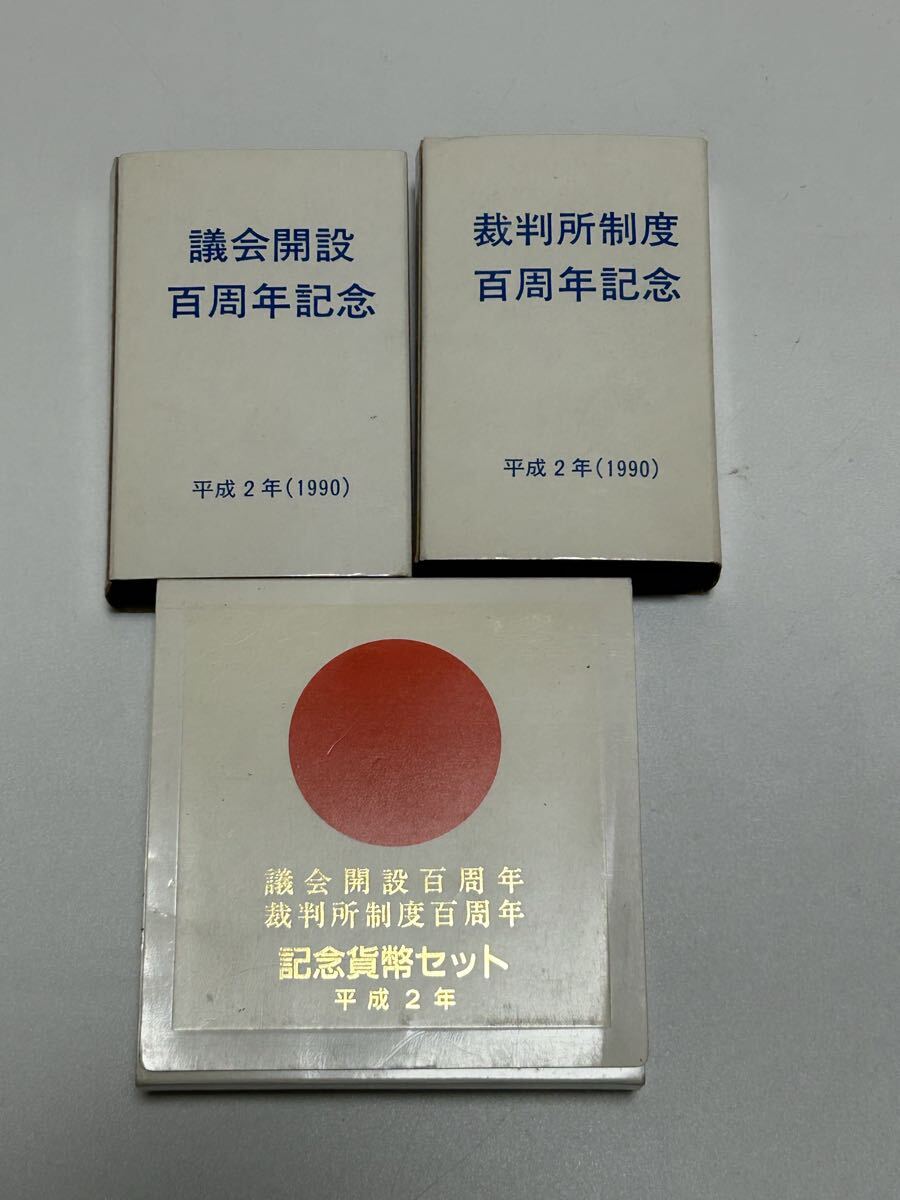 議会開設
百周年記念
平成2年(1990)
裁判所制度
百周年記念
平成2年(1990)
議会開設百周年
裁判所制度百周年
記念貨幣セット
平成2年